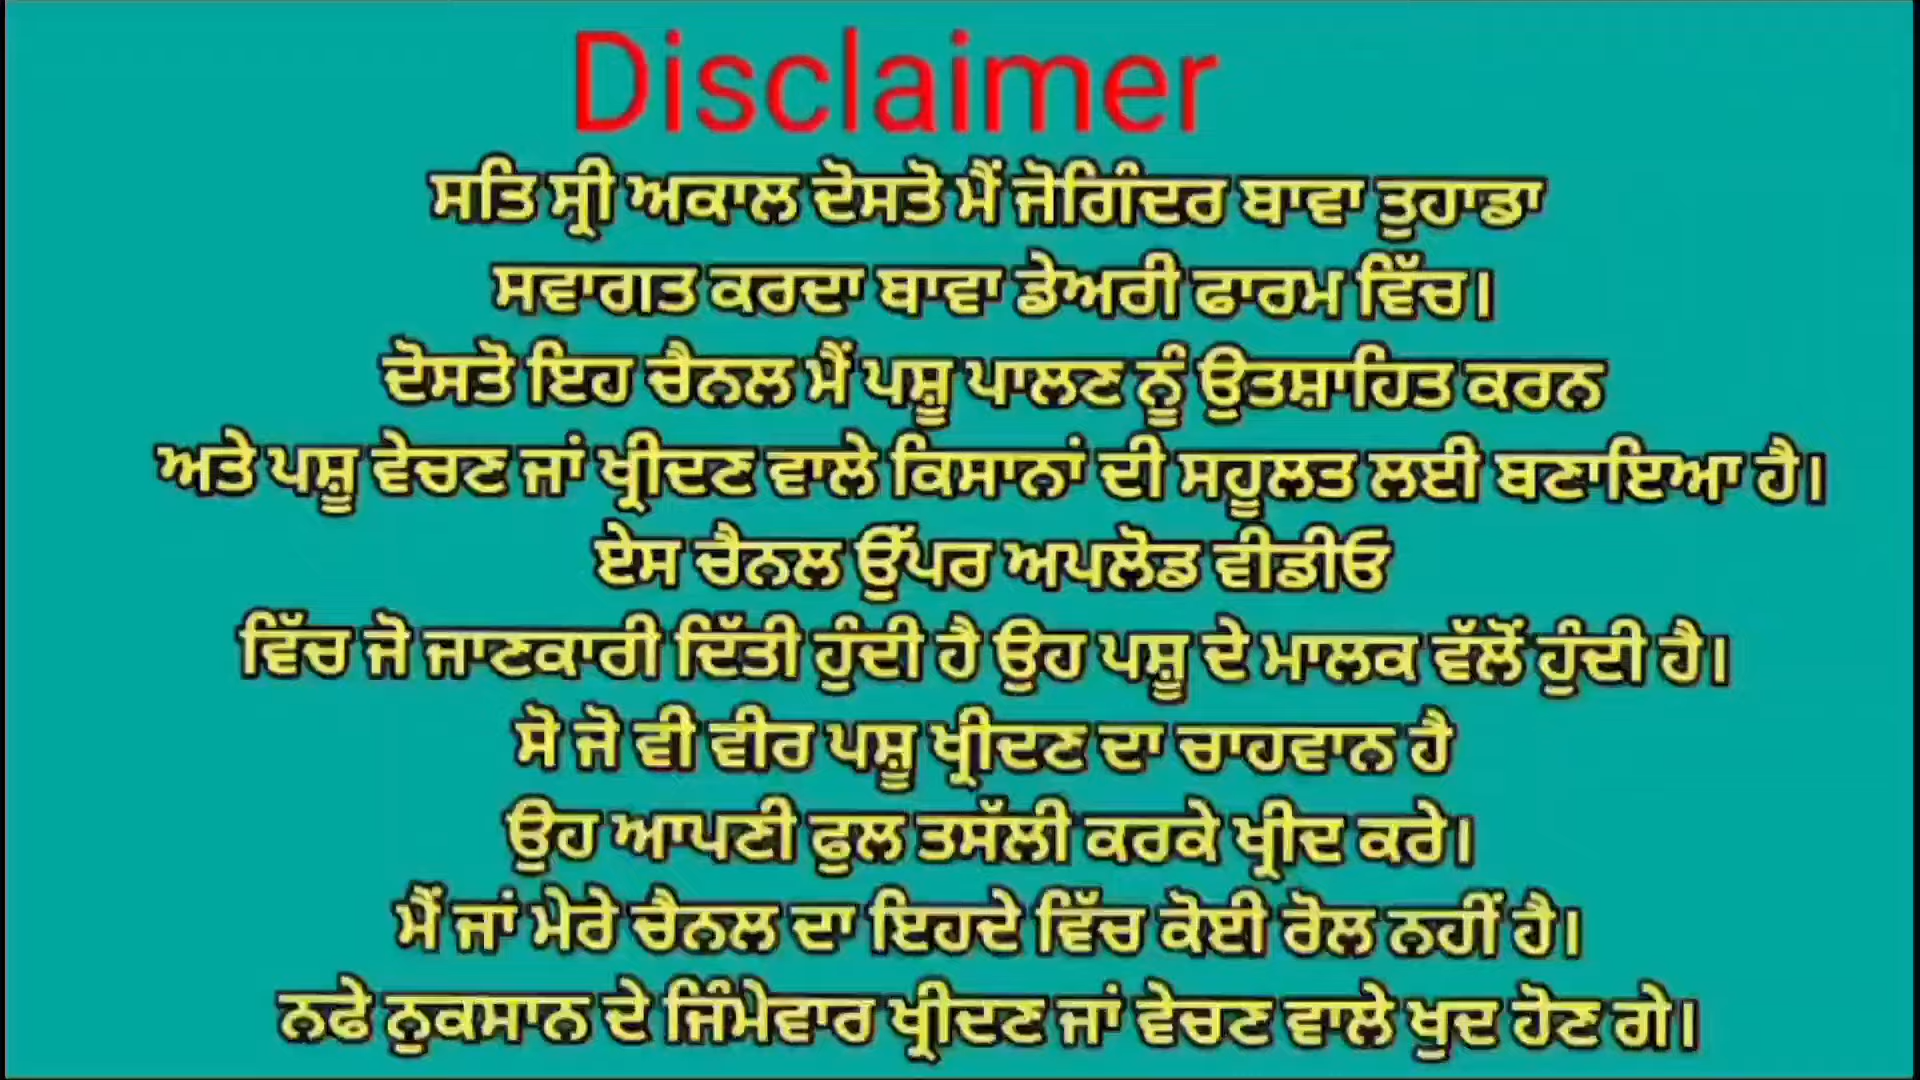 Disclaimer
ਸਤਿ ਸ੍ਰੀ ਅਕਾਲ ਦੋਸਤੋ ਮੈਂ ਜੋਗਿੰਦਰ ਬਾਵਾ ਤੁਹਾਡਾ
ਸਵਾਗਤ ਕਰਦਾ ਬਾਵਾ ਡੇਅਰੀ ਫਾਰਮ ਵਿੱਚ।
ਦੋਸਤੋ ਇਹ ਚੈਨਲ ਮੈਂ ਪਸ਼ੂ ਪਾਲਣ ਨੂੰ ਉਤਸ਼ਾਹਿਤ ਕਰਨ
ਅਤੇ ਪਸ਼ੂ ਵੇਚਣ ਜਾਂ ਖ੍ਰੀਦਣ ਵਾਲੇ ਕਿਸਾਨਾਂ ਦੀ ਸਹੂਲਤ ਲਈ ਬਣਾਇਆ ਹੈ।
ਏਸ ਚੈਨਲ ਉੱਪਰ ਅਪਲੋਡ ਵੀਡੀਓ
ਵਿੱਚ ਜੋ ਜਾਣਕਾਰੀ ਦਿੱਤੀ ਹੁੰਦੀ ਹੈ ਉਹ ਪਸ਼ੂ ਦੇ ਮਾਲਕ ਵੱਲੋਂ ਹੁੰਦੀ ਹੈ।
ਸੋ ਜੋ ਵੀ ਵੀਰ ਪਸ਼ੂ ਖ੍ਰੀਦਣ ਦਾ ਚਾਹਵਾਨ ਹੈ
ਉਹ ਆਪਣੀ ਫੁਲ ਤਸੱਲੀ ਕਰਕੇ ਖ੍ਰੀਦ ਕਰੇ।
ਮੈਂ ਜਾਂ ਮੇਰੇ ਚੈਨਲ ਦਾ ਇਹਦੇ ਵਿੱਚ ਕੋਈ ਰੋਲ ਨਹੀਂ ਹੈ।
ਨਫੇ ਨੁਕਸਾਨ ਦੇ ਜਿੰਮੇਵਾਰ ਖ੍ਰੀਦਣ ਜਾਂ ਵੇਚਣ ਵਾਲੇ ਖੁਦ ਹੋਣ ਗੇ।